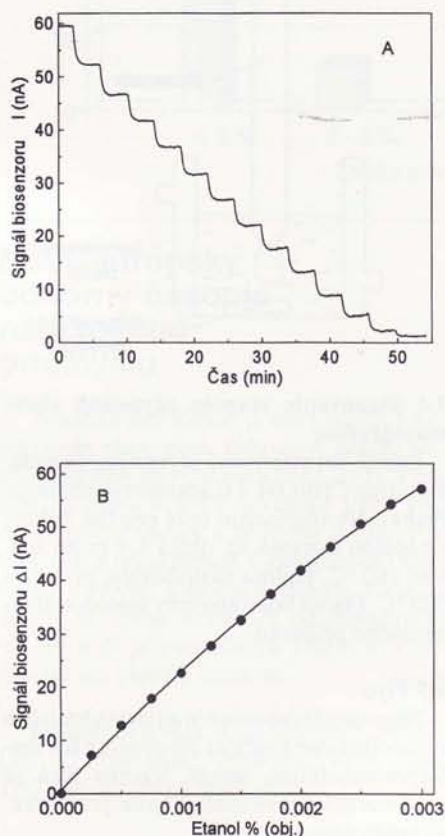 A
Signál biosenzoru I (nA)
60
50
40
30
20
10
0
0 10 20 30 40 50
Čas (min)
B
Signál biosenzoru ΔI (nA)
60
50
40
30
20
10
0
0.000 0.001 0.002 0.003
Etanol % (obj.)